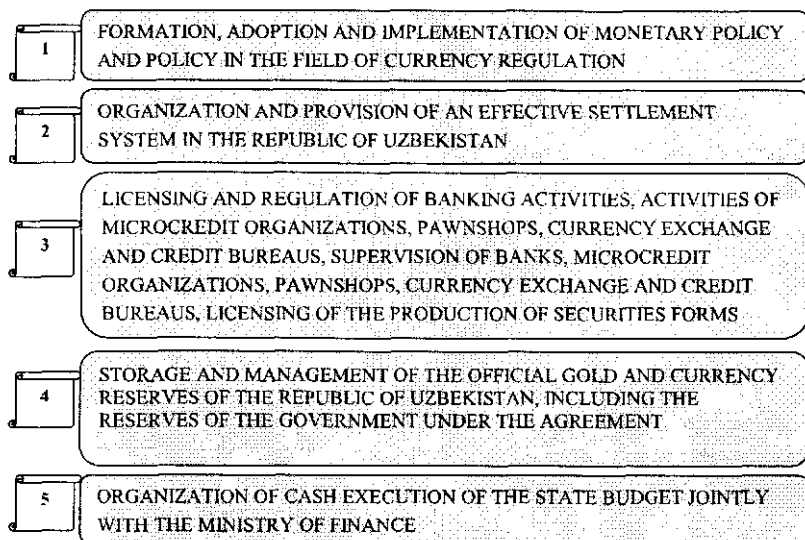 1
FORMATION, ADOPTION AND IMPLEMENTATION OF MONETARY POLICY
AND POLICY IN THE FIELD OF CURRENCY REGULATION
2
ORGANIZATION AND PROVISION OF AN EFFECTIVE SETTLEMENT
SYSTEM IN THE REPUBLIC OF UZBEKISTAN
3
LICENSING AND REGULATION OF BANKING ACTIVITIES, ACTIVITIES OF
MICROCREDIT ORGANIZATIONS, PAWNSHOPS, CURRENCY EXCHANGE
AND CREDIT BUREAUS, SUPERVISION OF BANKS, MICROCREDIT
ORGANIZATIONS, PAWNSHOPS, CURRENCY EXCHANGE AND CREDIT
BUREAUS, LICENSING OF THE PRODUCTION OF SECURITIES FORMS
4
STORAGE AND MANAGEMENT OF THE OFFICIAL GOLD AND CURRENCY
RESERVES OF THE REPUBLIC OF UZBEKISTAN, INCLUDING THE
RESERVES OF THE GOVERNMENT UNDER THE AGREEMENT
5
ORGANIZATION OF CASH EXECUTION OF THE STATE BUDGET JOINTLY
WITH THE MINISTRY OF FINANCE